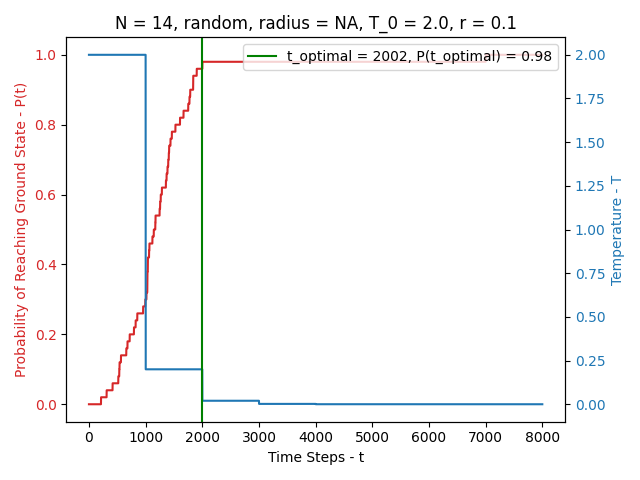 N = 14, random, radius = NA, T_0 = 2.0, r = 0.1
t_optimal = 2002, P(t_optimal) = 0.98
Probability of Reaching Ground State - P(t)
1.0
0.8
0.6
0.4
0.2
0.0
2.00
1.75
1.50
1.25
1.00
0.75
0.50
0.25
0.00
Temperature - T
0 1000 2000 3000 4000 5000 6000 7000 8000
Time Steps - t